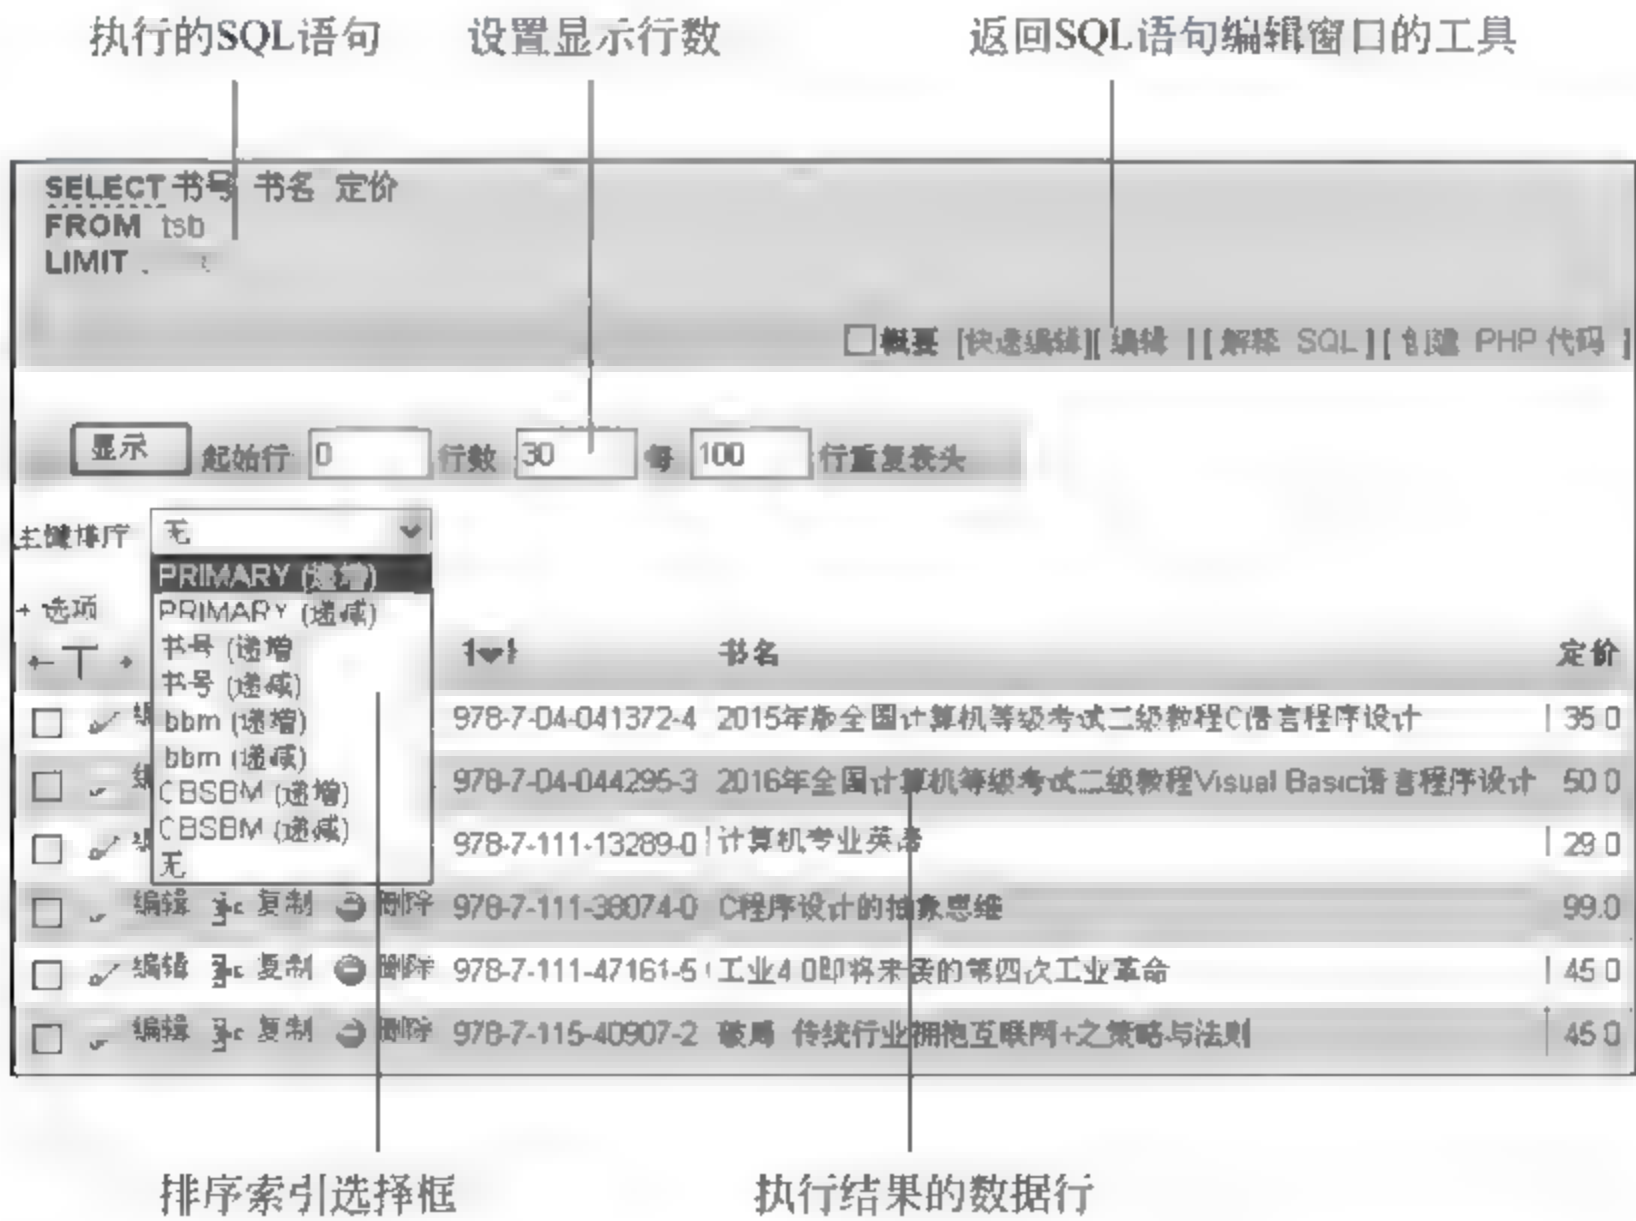 执行的SQL语句 设置显示行数 返回SQL语句编辑窗口的工具
SELECT 书号 书名 定价
FROM tsb
LIMIT
概要 [快速编辑][ 编辑 ][ 解释 SQL ][ 创建 PHP 代码 ]
显示 起始行 0 行数 30 每 100 行重复表头
主键排序 无
PRIMARY (递增)
+ 选项
PRIMARY (递减)
书号 (递增
书号 (递减)
bbm (递增)
bbm (递减)
CBSBM (递增)
CBSBM (递减)
无
←T→ 书名 定价
978-7-04-041372-4 2015年版全国计算机等级考试二级教程C语言程序设计 35.0
978-7-04-044295-3 2016年全国计算机等级考试二级教程Visual Basic语言程序设计 50.0
978-7-111-13289-0 计算机专业英语 29.0
编辑 复制 删除 978-7-111-38074-0 C程序设计的抽象思维 99.0
编辑 复制 删除 978-7-111-47161-5 工业4.0即将来袭的第四次工业革命 45.0
编辑 复制 删除 978-7-115-40907-2 破局 传统行业拥抱互联网+之策略与法则 45.0
排序索引选择框 执行结果的数据行